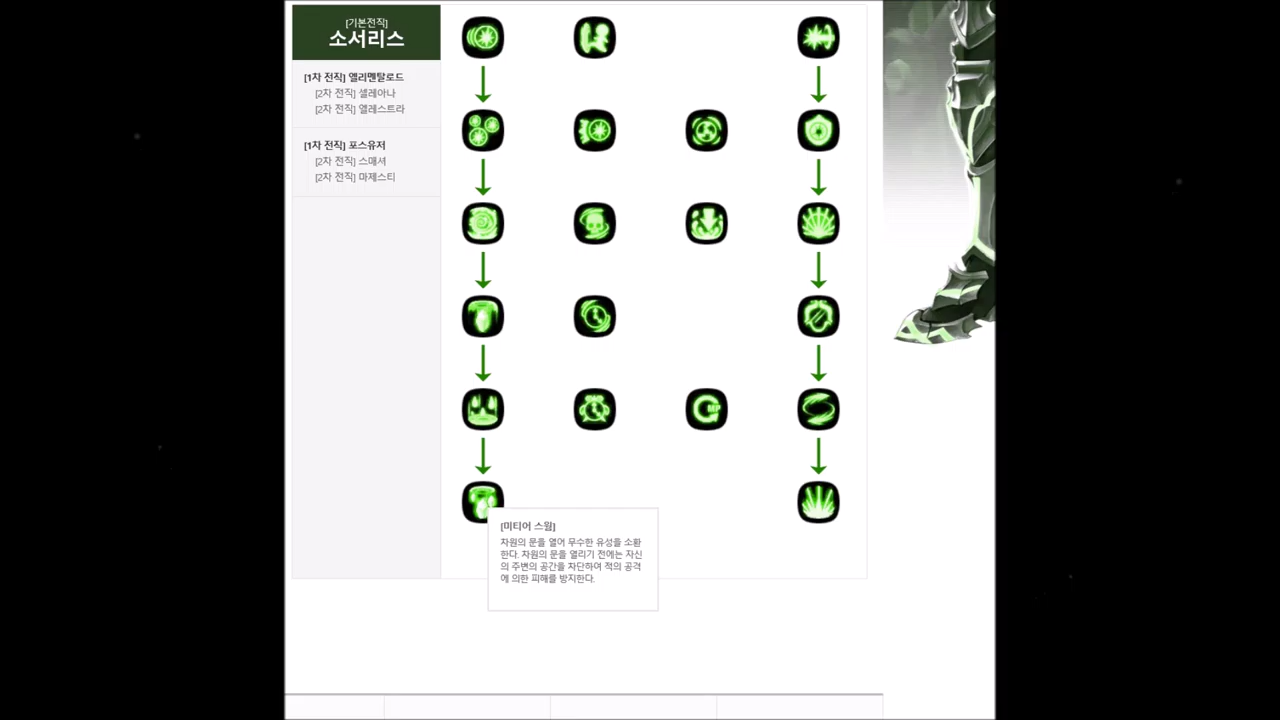 [기본전직]
소서리스
[1차 전직] 엘리멘탈로드
[2차 전직] 셀레아나
[2차 전직] 엘레스트라
[1차 전직] 포스유저
[2차 전직] 스매셔
[2차 전직] 마제스티
MP
[미티어 스웜]
차원의 문을 열어 무수한 유성을 소환
한다. 차원의 문을 열리기 전에는 자신
의 주변의 공간을 차단하여 적의 공격
에 의한 피해를 방지한다.